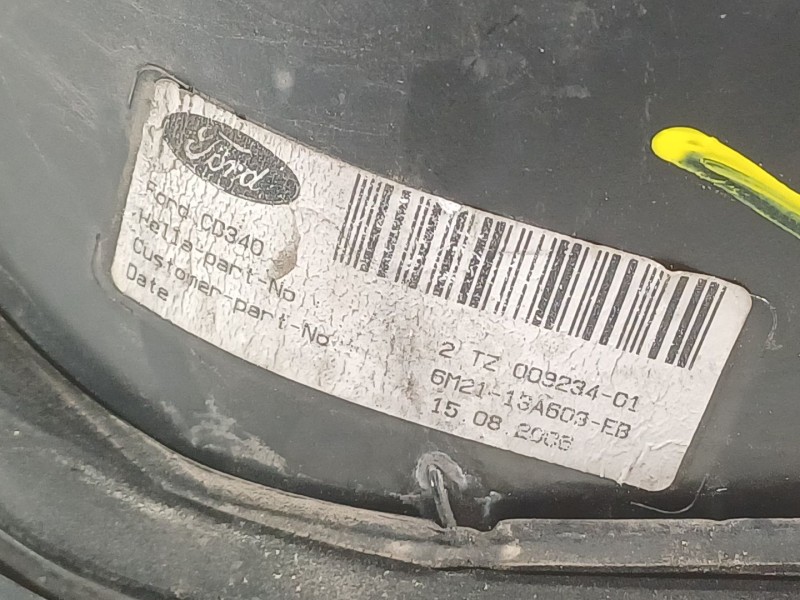 Ford
Ford CD340
Hella-part-No 2 TZ 009234-01
Customer-part-No 6M21-13A603-EB
Date 15 08 2006